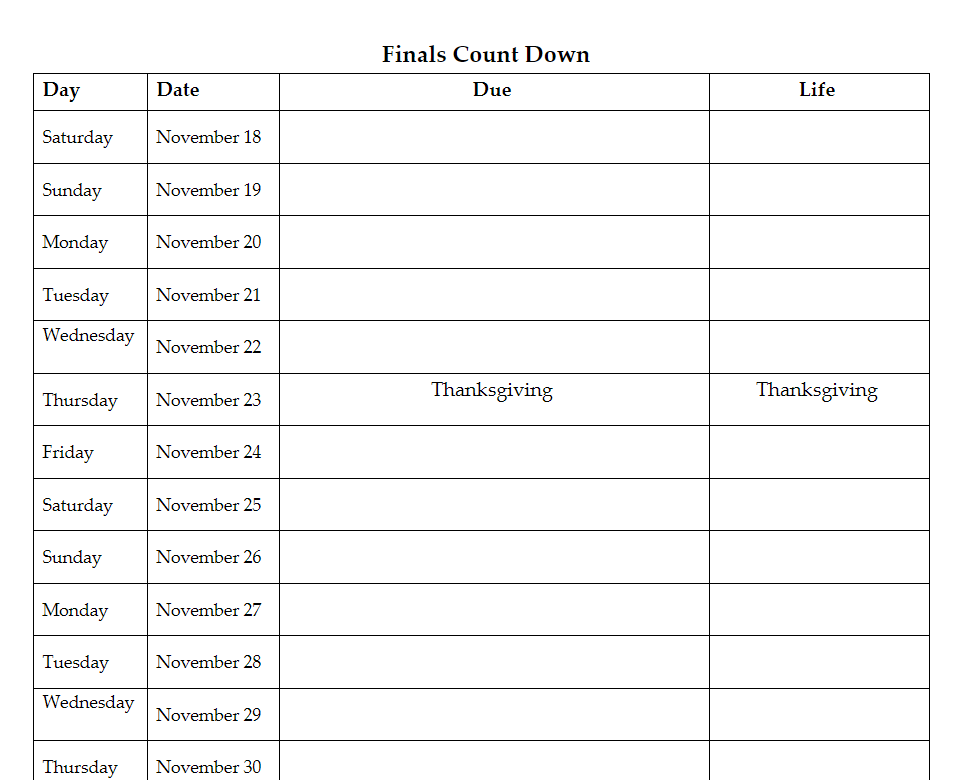 Finals Count Down
Day Date Due Life
Saturday November 18
Sunday November 19
Monday November 20
Tuesday November 21
Wednesday November 22
Thursday November 23 Thanksgiving Thanksgiving
Friday November 24
Saturday November 25
Sunday November 26
Monday November 27
Tuesday November 28
Wednesday November 29
Thursday November 30